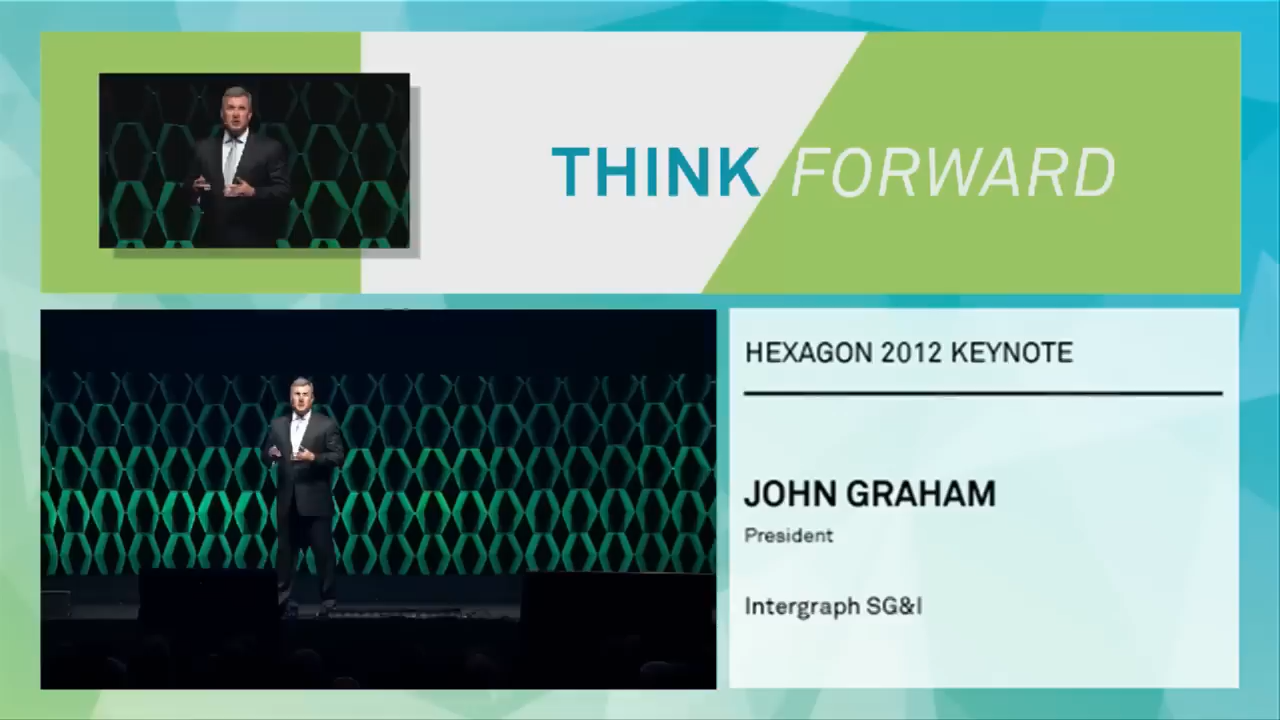 THINK FORWARD
HEXAGON 2012 KEYNOTE
JOHN GRAHAM
President
Intergraph SG&I